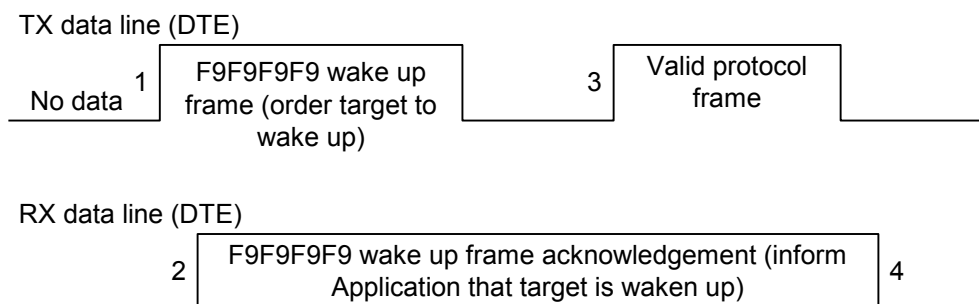 TX data line (DTE)
No data
1
F9F9F9F9 wake up
frame (order target to
wake up)
3
Valid protocol
frame
RX data line (DTE)
2
F9F9F9F9 wake up frame acknowledgement (inform
Application that target is waken up)
4